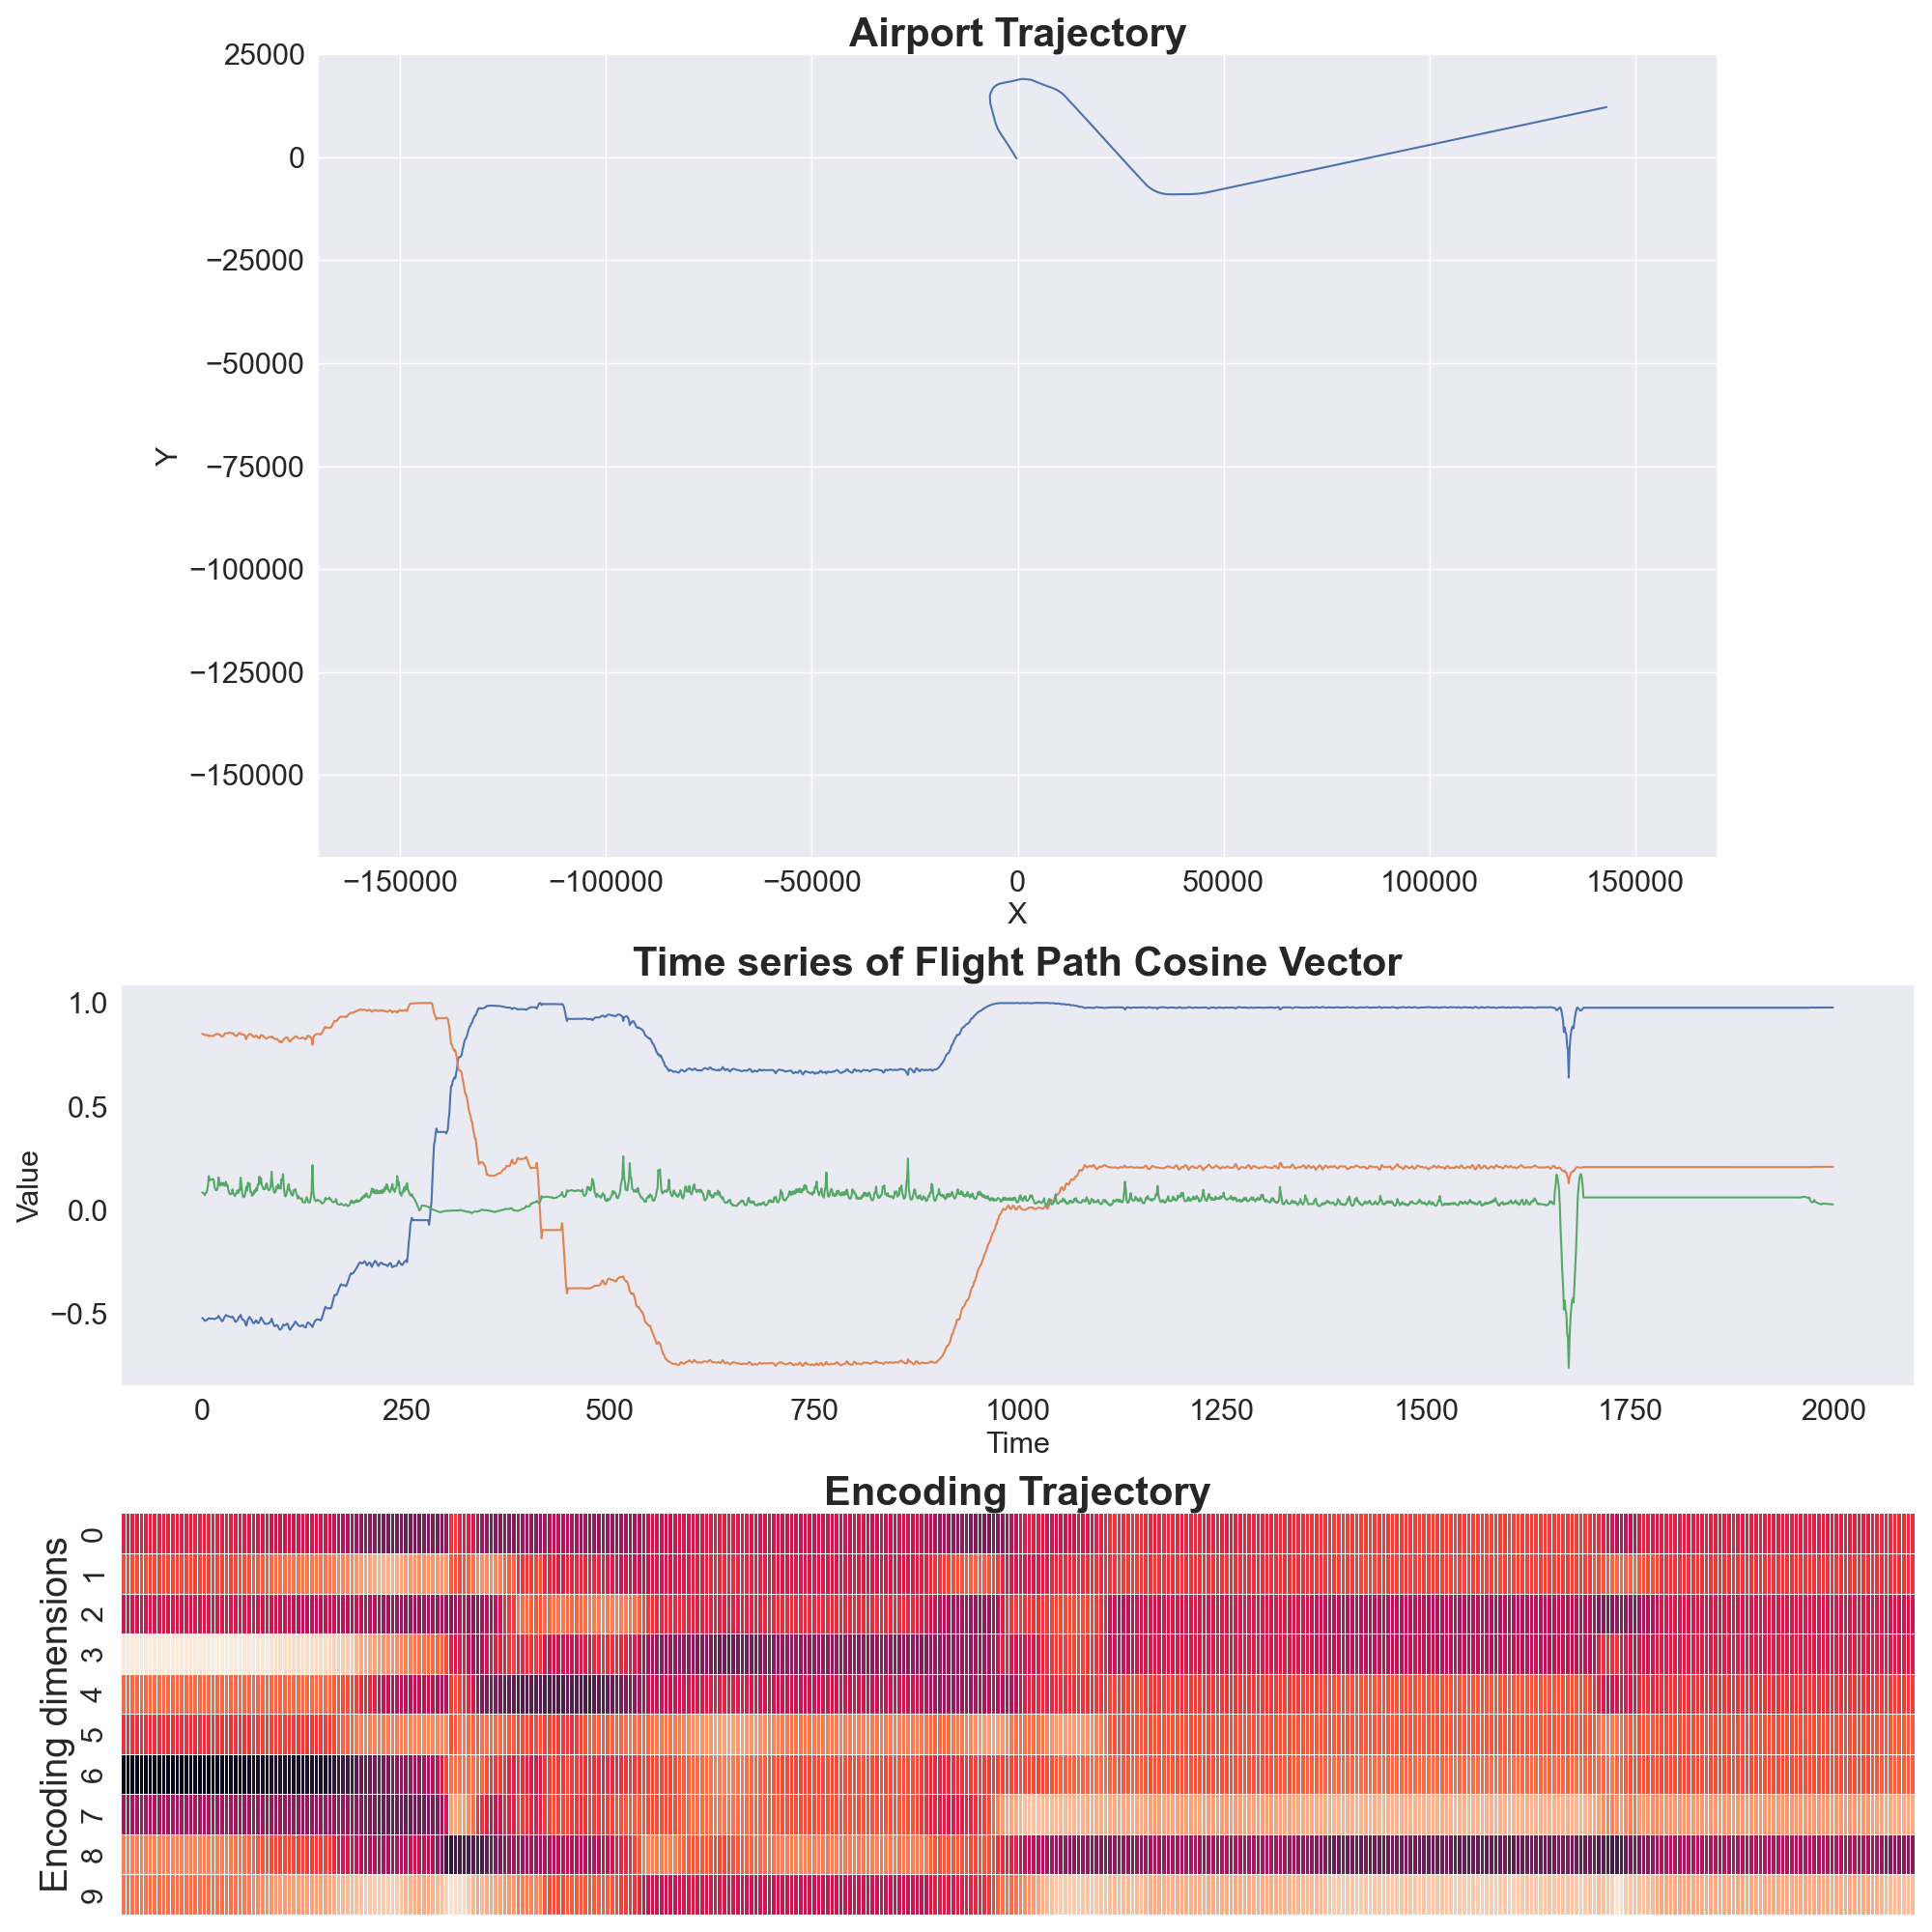 Airport Trajectory
25000
0
−25000
−50000
−75000
−100000
−125000
−150000
Y
−150000 −100000 −50000 0 50000 100000 150000
X
Time series of Flight Path Cosine Vector
1.0
0.5
0.0
−0.5
Value
0 250 500 750 1000 1250 1500 1750 2000
Time
Encoding Trajectory
Encoding dimensions
0
1
2
3
4
5
6
7
8
9